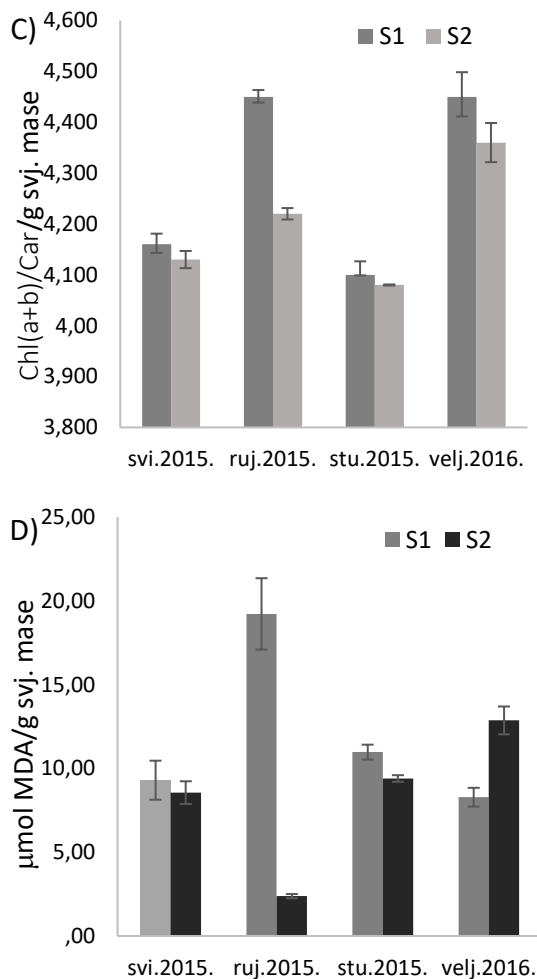 C)
Chl(a+b)/Car/g svj. mase
4,600
4,500
4,400
4,300
4,200
4,100
4,00
3,900
3,800
S1 S2
svi.2015. ruj.2015. stu.2015. velj.2016.
D)
µmol MDA/g svj. mase
25,00
20,00
15,00
10,00
5,00
,00
S1 S2
svi.2015. ruj.2015. stu.2015. velj.2016.